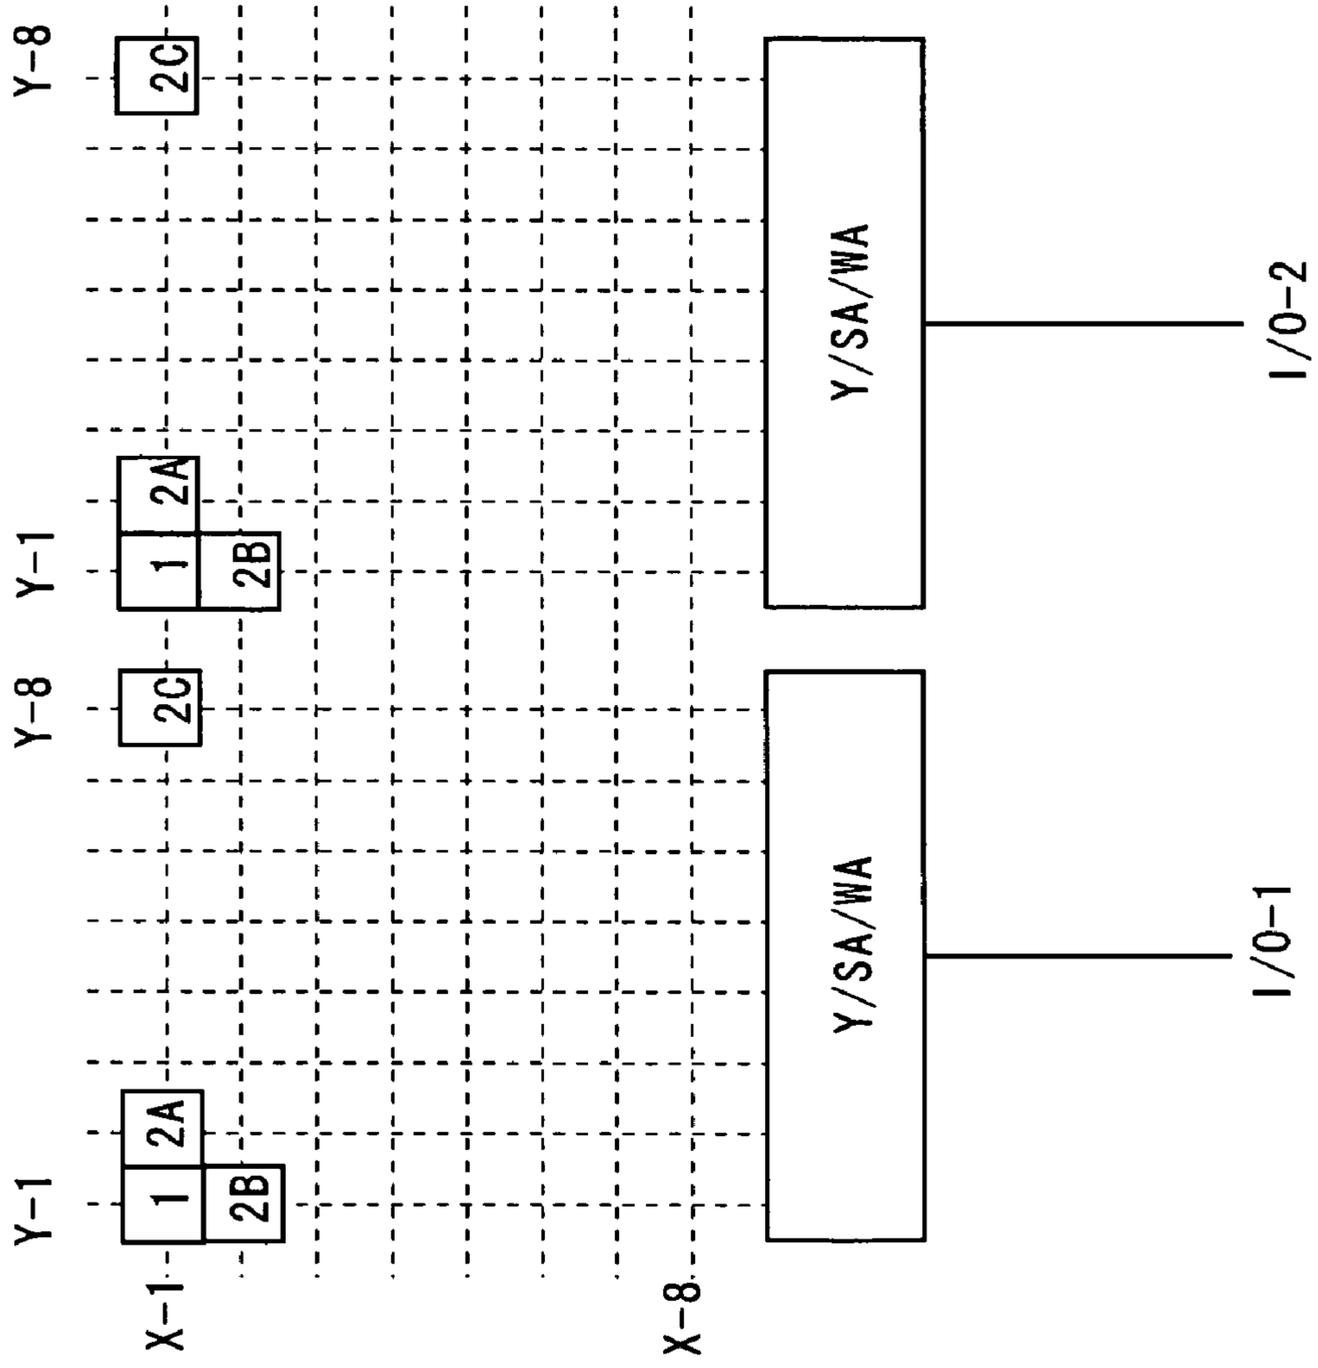 Y-1 Y-8 Y-1 Y-8
X-1 1 2A 2C 1 2A 2C
2B 2B
X-8
Y/SA/WA Y/SA/WA
I/O-1 I/O-2